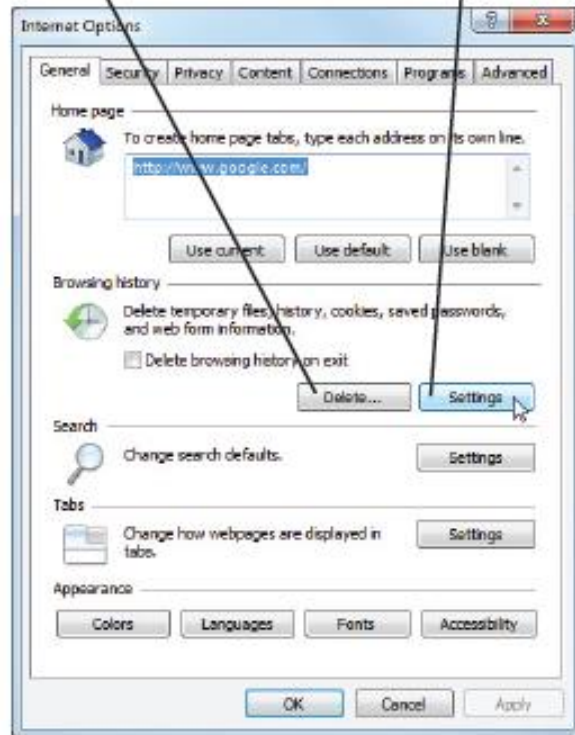 Internet Options
General Security Privacy Content Connections Programs Advanced
Home page
To create home page tabs, type each address on its own line.
http://www.google.com/
Use current Use default Use blank
Browsing history
Delete temporary files, history, cookies, saved passwords,
and web form information.
Delete browsing history on exit
Delete... Settings
Search
Change search defaults.
Settings
Tabs
Change how webpages are displayed in
tabs.
Settings
Appearance
Colors Languages Fonts Accessibility
OK Cancel Apply